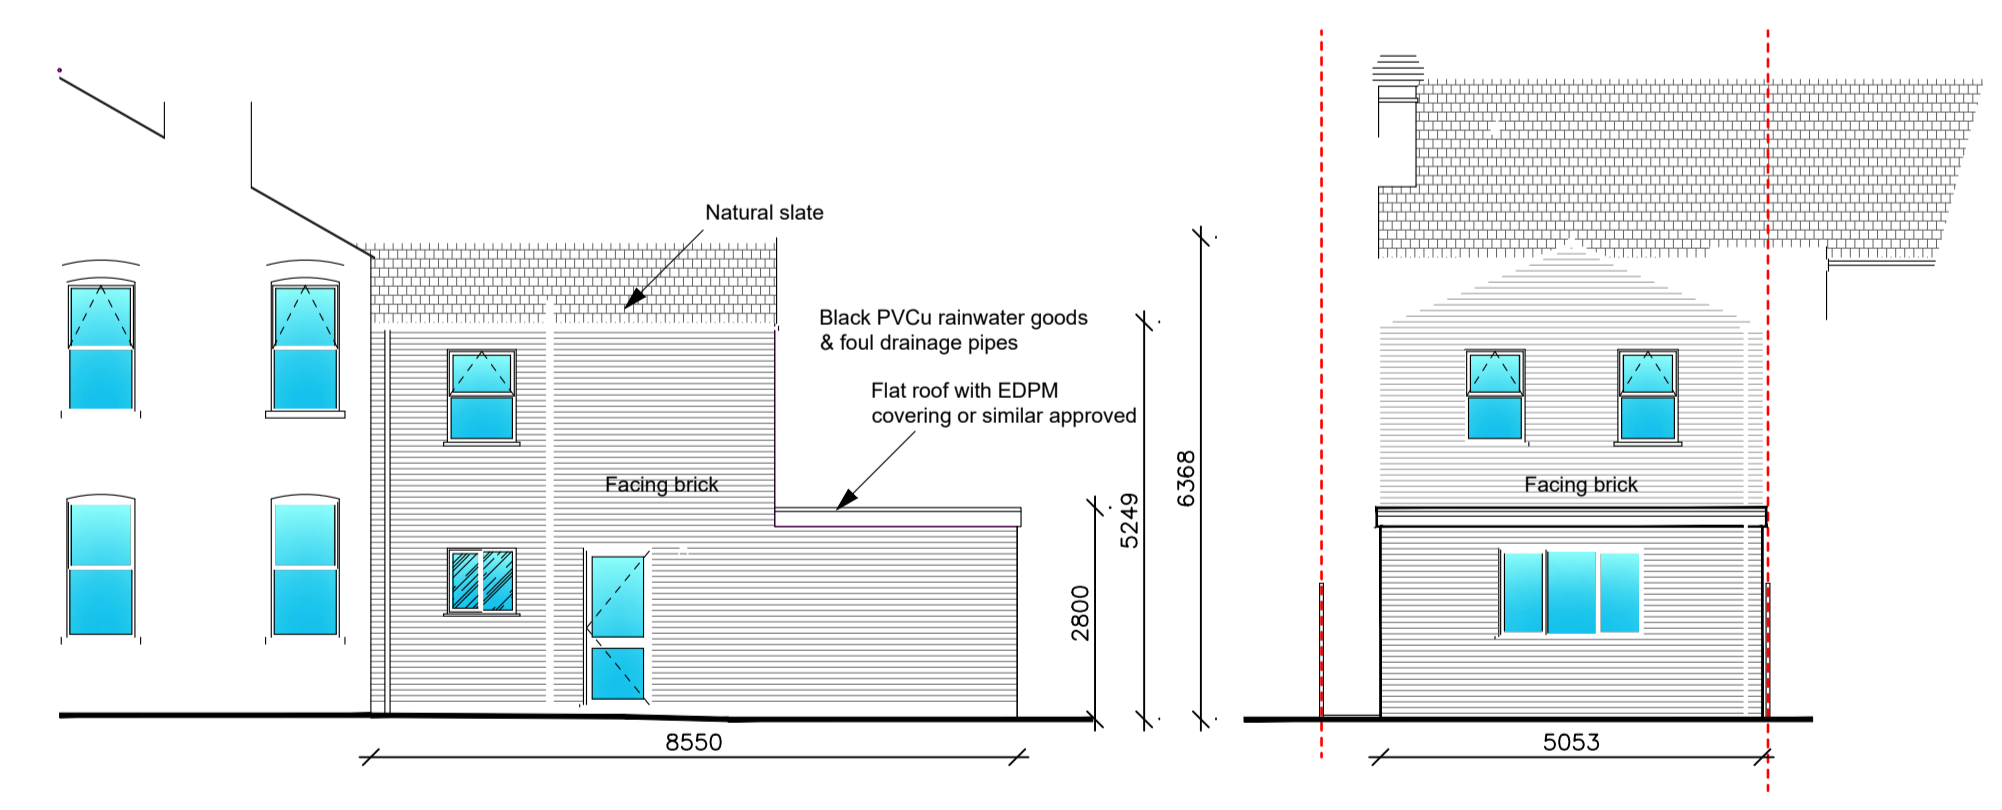 Natural slate
Black PVCu rainwater goods
& foul drainage pipes
Flat roof with EDPM
covering or similar approved
Facing brick
2800
5249
6368
8550
Facing brick
5053